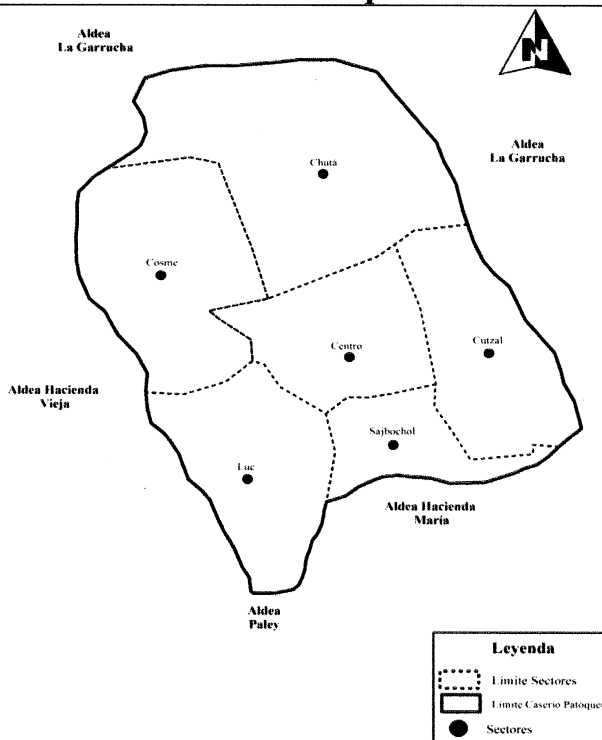 Aldea
La Garrucha
N
Aldea
La Garrucha
Chutá
Cosme
Centro
Cutzal
Aldea Hacienda
Vieja
Sajbochol
Luc
Aldea Hacienda
María
Aldea
Paley
Leyenda
Limite Sectores
Limite Caserio Patoquer
Sectores